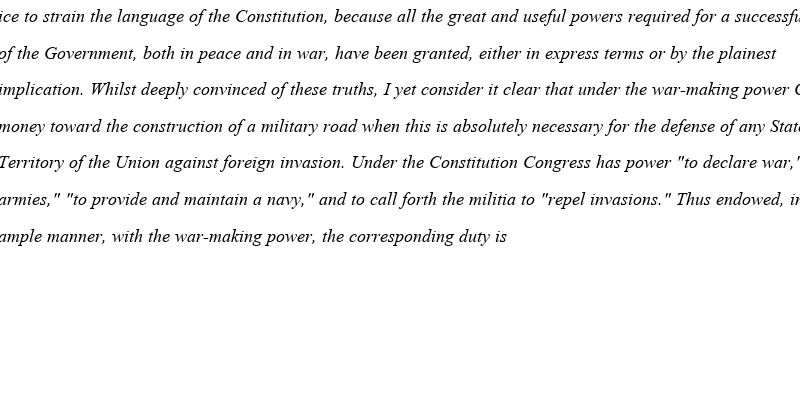 ice to strain the language of the Constitution, because all the great and useful powers required for a
of the Government, both in peace and in war, have been granted, either in express terms or by the plainest
implication. Whilst deeply convinced of these truths, I yet consider it clear that under the war-making power
money toward the construction of a military road when this is absolutely necessary for the defense of any
Territory of the Union against foreign invasion. Under the Constitution Congress has power "to declare war,"
armies," "to provide and maintain a navy," and to call forth the militia to "repel invasions." Thus endowed,
ample manner, with the war-making power, the corresponding duty is